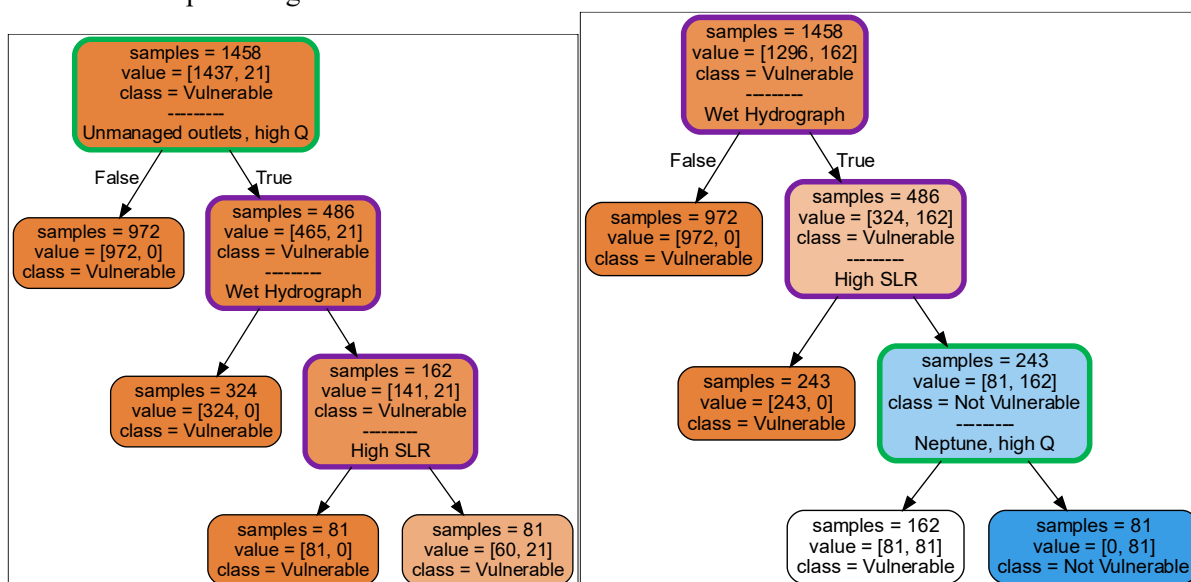 samples = 1458
value = [1437, 21]
class = Vulnerable
---------
Unmanaged outlets, high Q
False
True
samples = 972
value = [972, 0]
class = Vulnerable
samples = 486
value = [465, 21]
class = Vulnerable
---------
Wet Hydrograph
samples = 324
value = [324, 0]
class = Vulnerable
samples = 162
value = [141, 21]
class = Vulnerable
---------
High SLR
samples = 81
value = [81, 0]
class = Vulnerable
samples = 81
value = [60, 21]
class = Vulnerable
samples = 1458
value = [1296, 162]
class = Vulnerable
---------
Wet Hydrograph
False
True
samples = 972
value = [972, 0]
class = Vulnerable
samples = 486
value = [324, 162]
class = Vulnerable
---------
High SLR
samples = 243
value = [243, 0]
class = Vulnerable
samples = 243
value = [81, 162]
class = Not Vulnerable
---------
Neptune, high Q
samples = 162
value = [81, 81]
class = Vulnerable
samples = 81
value = [0, 81]
class = Not Vulnerable